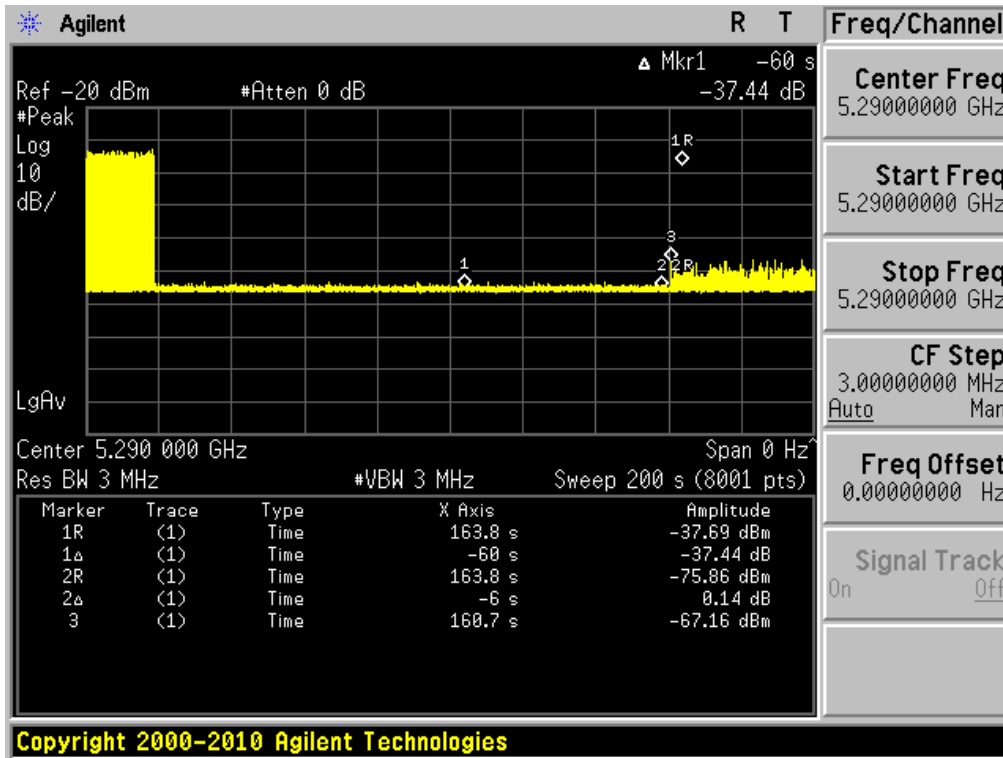 Agilent R T
Freq/Channel
Δ Mkr1 −60 s
Ref −20 dBm #Atten 0 dB −37.44 dB
#Peak
Log
10
dB/
1R
3
1
2 2R
LgAv
Center 5.290 000 GHz Span 0 Hz^
Res BW 3 MHz #VBW 3 MHz Sweep 200 s (8001 pts)
Marker Trace Type X Axis Amplitude
1R (1) Time 163.8 s −37.69 dBm
1Δ (1) Time −60 s −37.44 dB
2R (1) Time 163.8 s −75.86 dBm
2Δ (1) Time −6 s 0.14 dB
3 (1) Time 160.7 s −67.16 dBm
Center Freq
5.29000000 GHz
Start Freq
5.29000000 GHz
Stop Freq
5.29000000 GHz
CF Step
3.00000000 MHz
Auto Man
Freq Offset
0.00000000 Hz
Signal Track
On Off
Copyright 2000–2010 Agilent Technologies